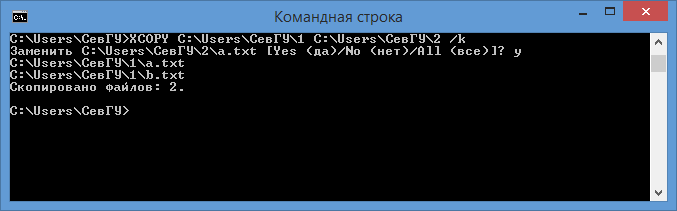 Командная строка
C:\Users\СевГУ>XCOPY C:\Users\СевГУ\1 C:\Users\СевГУ\2 /k
Заменить C:\Users\СевГУ\2\a.txt [Yes (да)/No (нет)/All (все)]? y
C:\Users\СевГУ\1\a.txt
C:\Users\СевГУ\1\b.txt
Скопировано файлов: 2.
C:\Users\СевГУ>